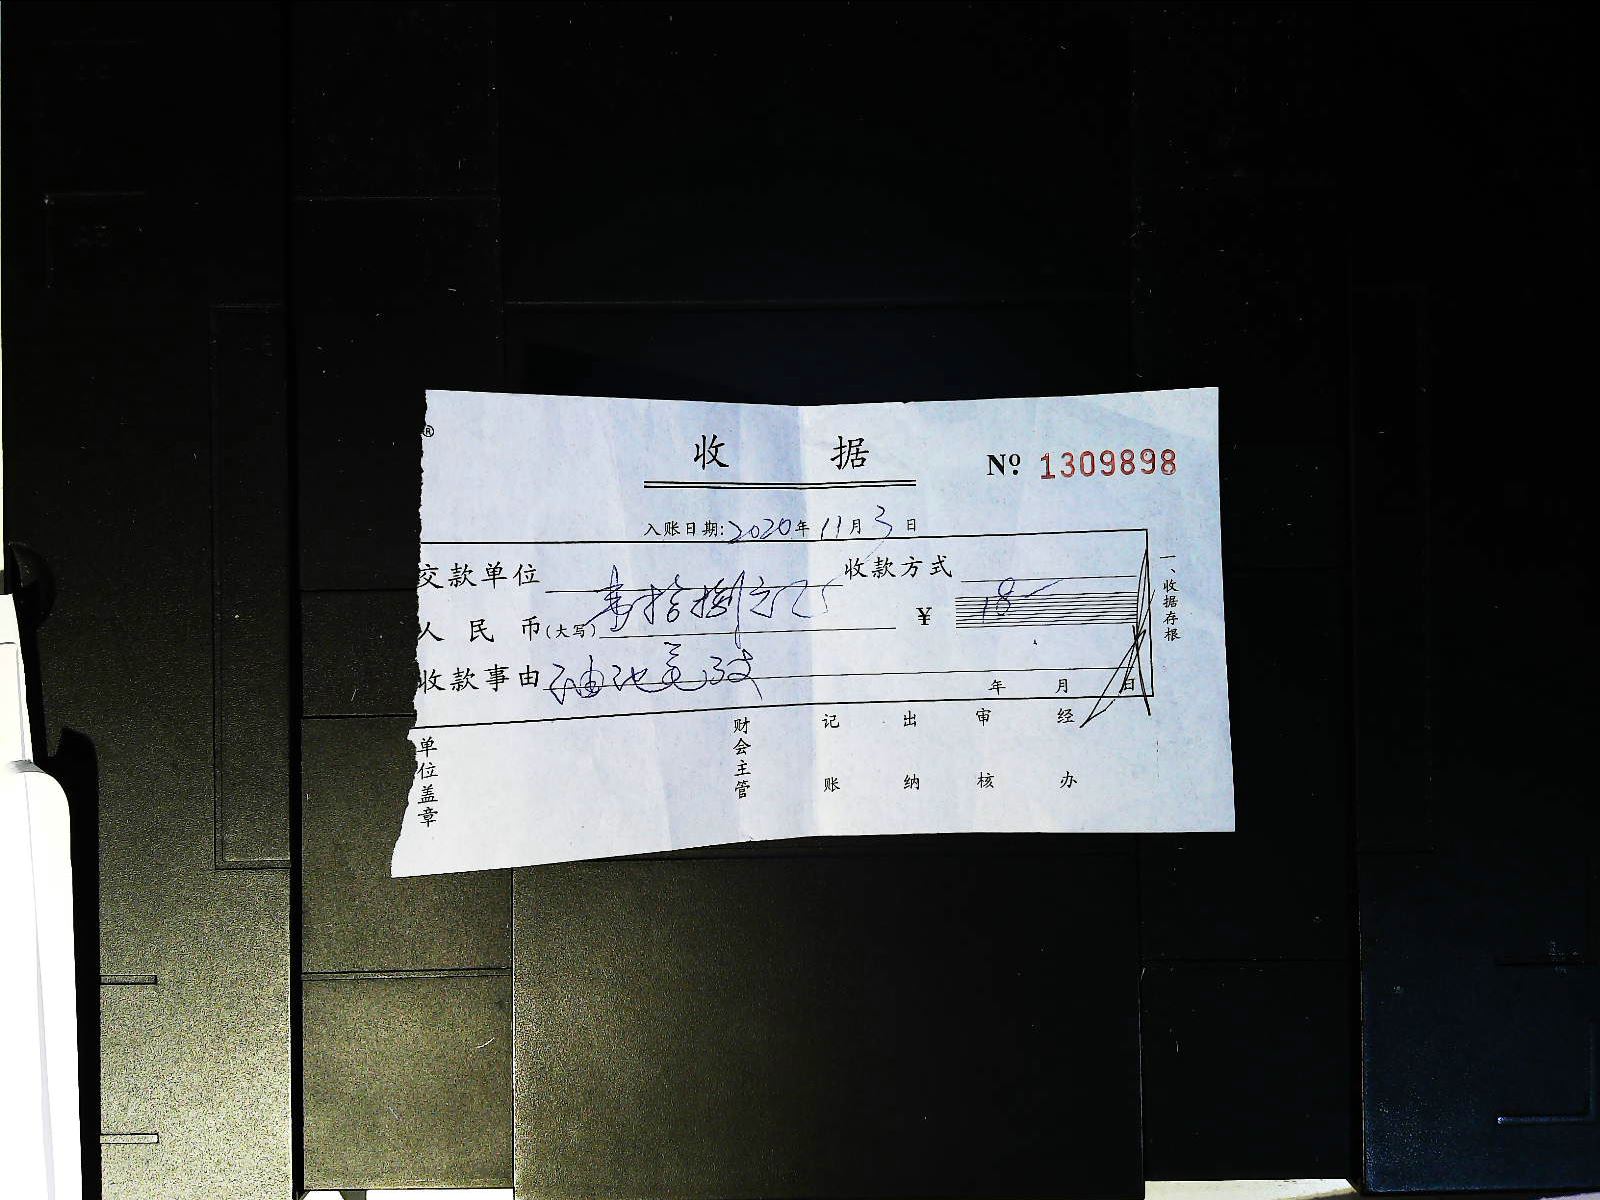 ®
收 据
Nº 1309898
入账日期:2020年11月3日
交款单位 收款方式
人民币(大写) 拾捌元 ¥ 18
收款事由
年 月 日
单位盖章 财会主管 记账 出纳 审核 经办
一、收据存根